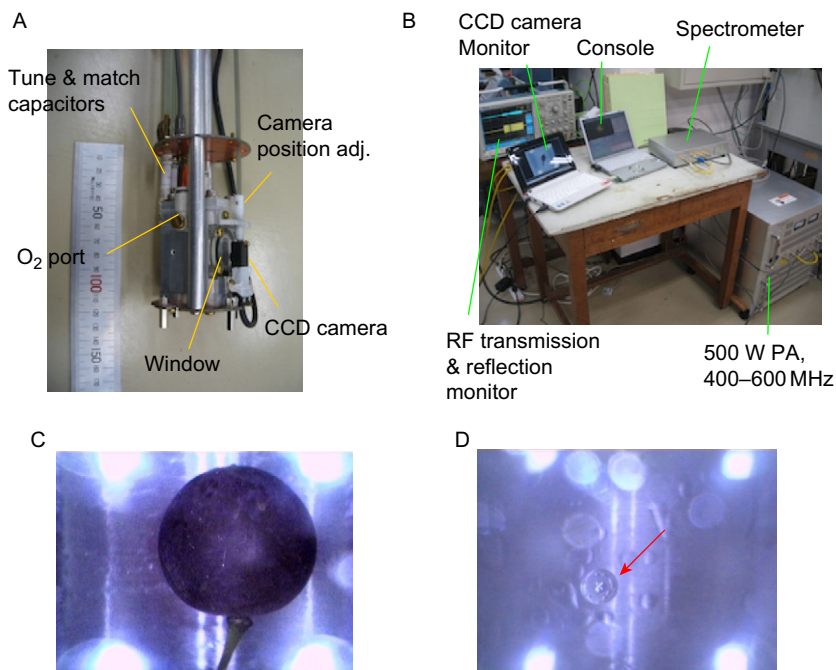 A
Tune & match
capacitors
Camera
position adj.
O₂ port
CCD camera
Window
50
100
150
B
CCD camera
Monitor
Console
Spectrometer
RF transmission
& reflection
monitor
500 W PA,
400–600 MHz
C
D